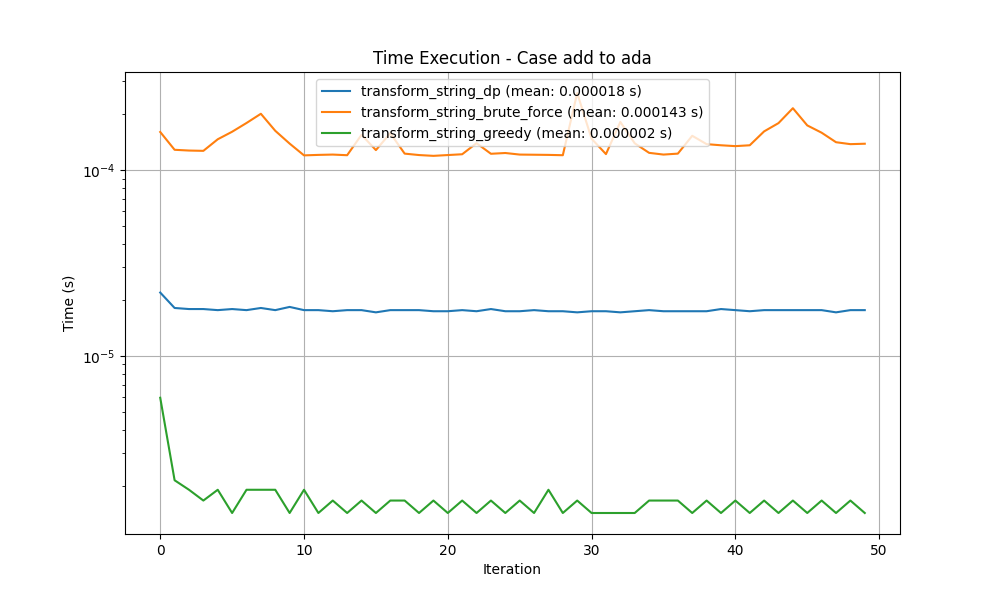 Time Execution - Case add to ada
transform_string_dp (mean: 0.000018 s)
transform_string_brute_force (mean: 0.000143 s)
transform_string_greedy (mean: 0.000002 s)
Time (s)
10⁻⁴
10⁻⁵
0 10 20 30 40 50
Iteration